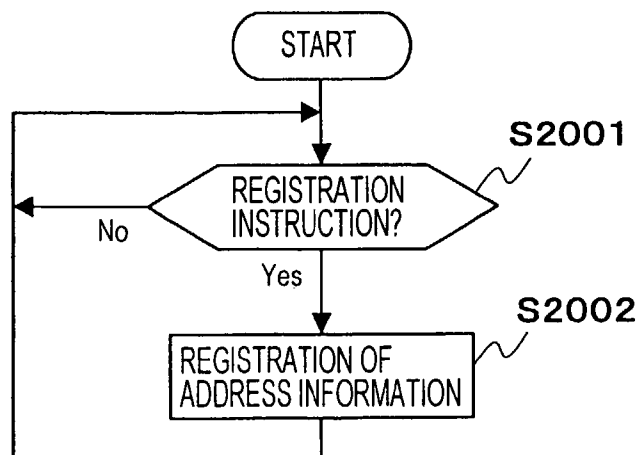 START
S2001
REGISTRATION
INSTRUCTION?
No
Yes
S2002
REGISTRATION OF
ADDRESS INFORMATION